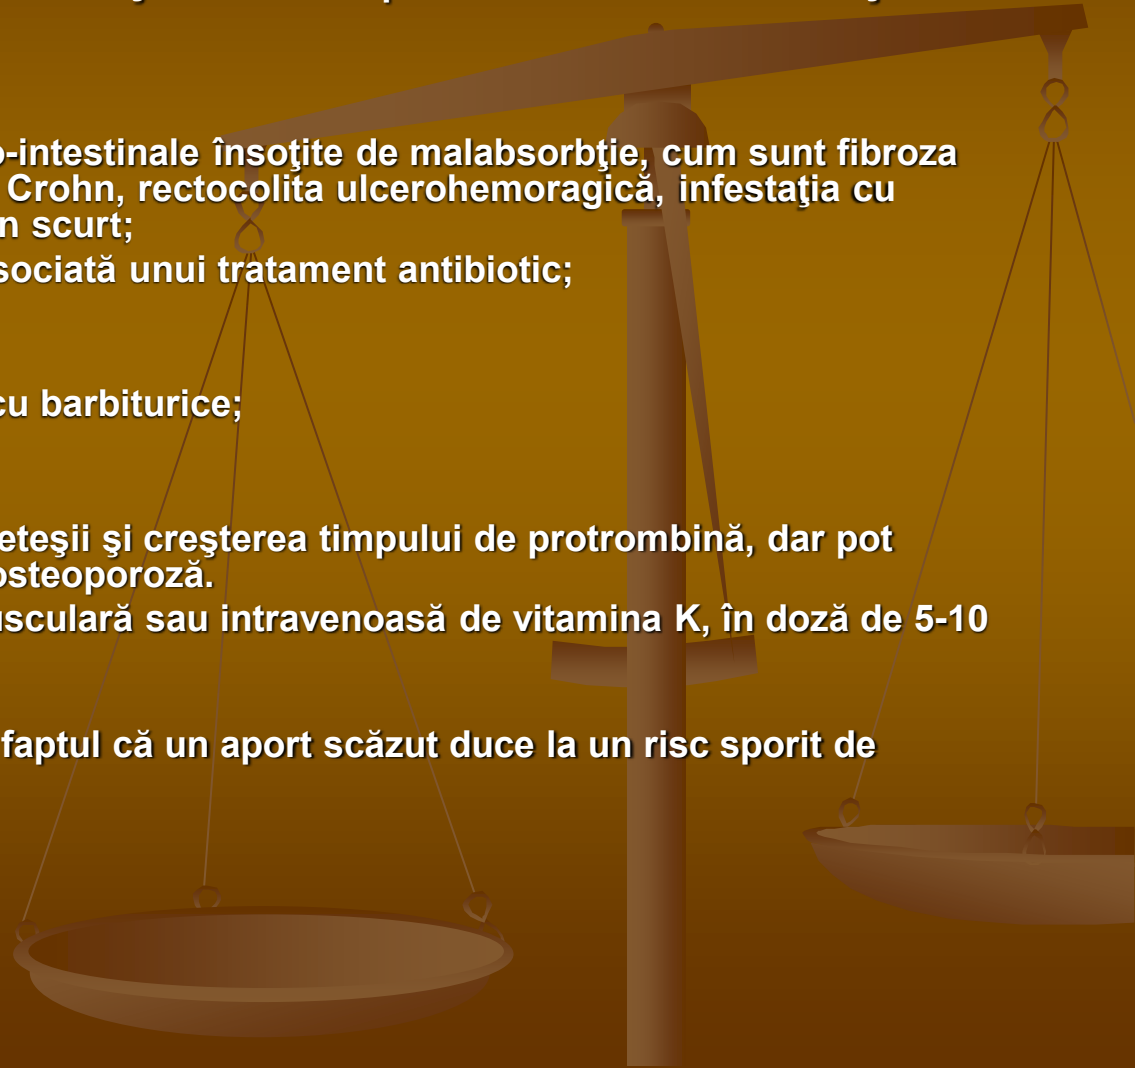 o-intestinale însoţite de malabsorbţie, cum sunt fibroza
Crohn, rectocolita ulcerohemoragică, infestaţia cu
n scurt;
sociată unui tratament antibiotic;
cu barbiturice;
eteşii şi creşterea timpului de protrombină, dar pot
osteoporoză.
usculară sau intravenoasă de vitamina K, în doză de 5-10
faptul că un aport scăzut duce la un risc sporit de